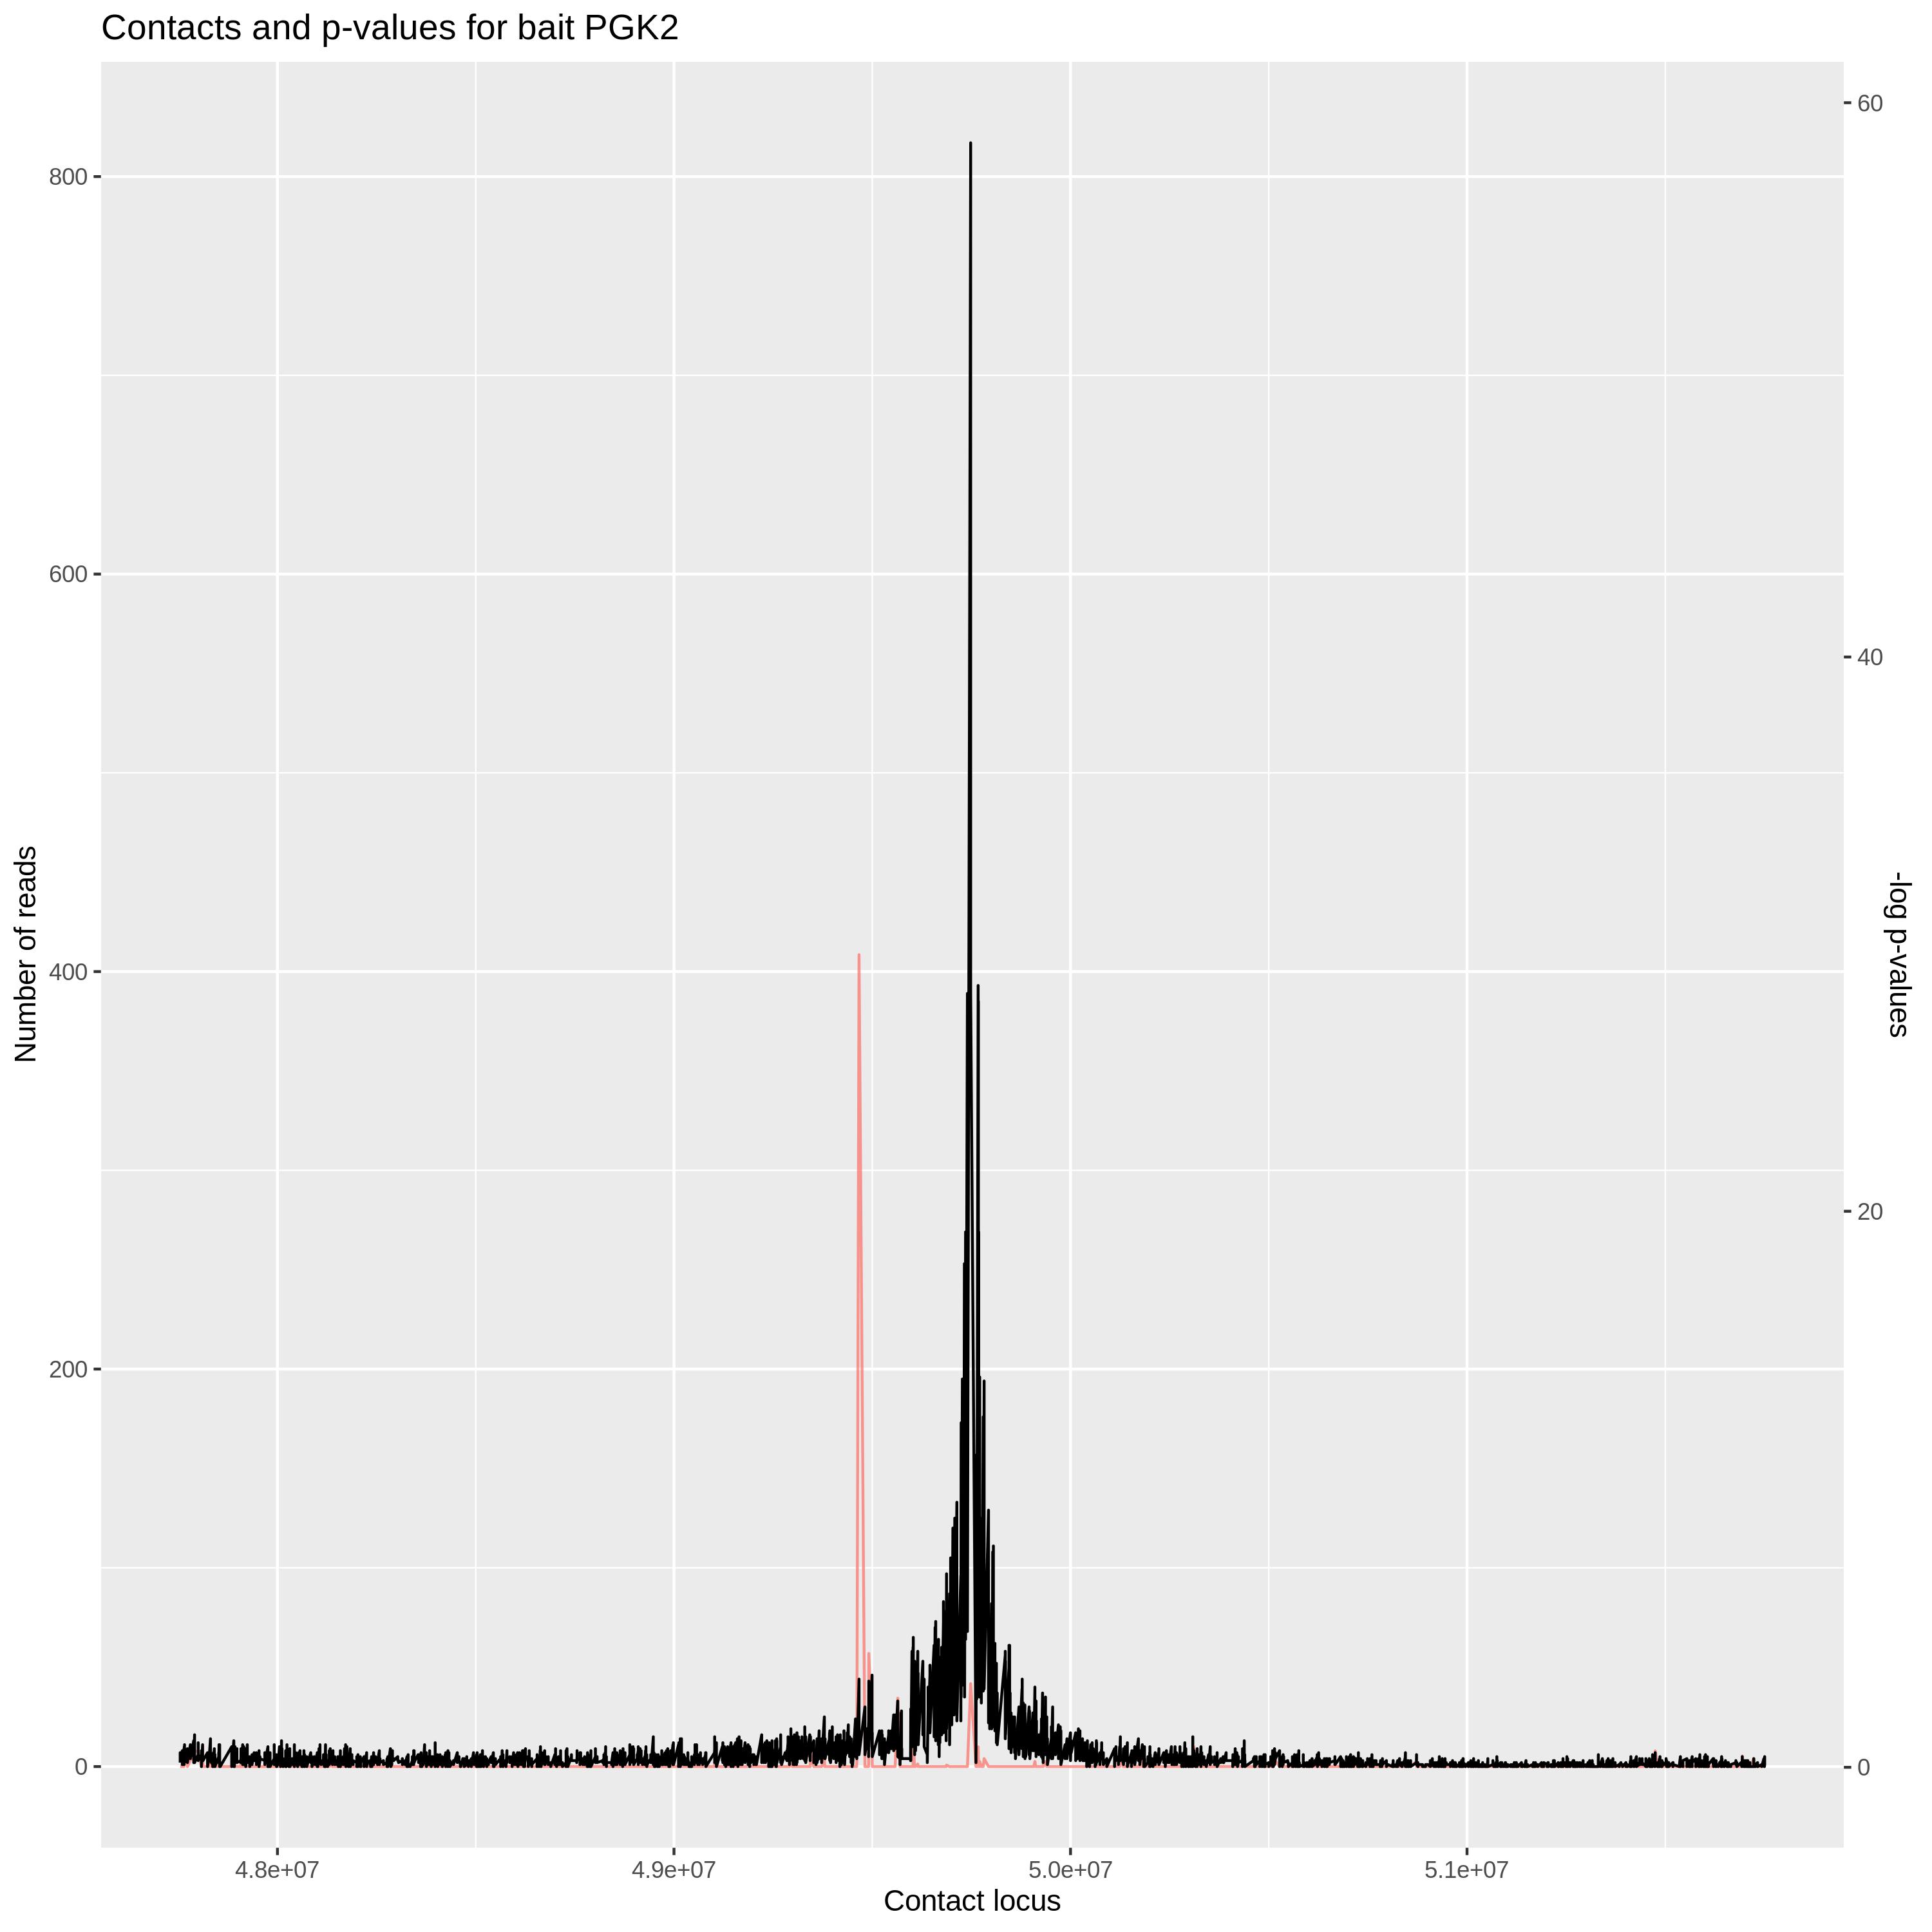 Contacts and p-values for bait PGK2
800
600
400
200
0
60
40
20
0
Number of reads
-log p-values
4.8e+07
4.9e+07
5.0e+07
5.1e+07
Contact locus